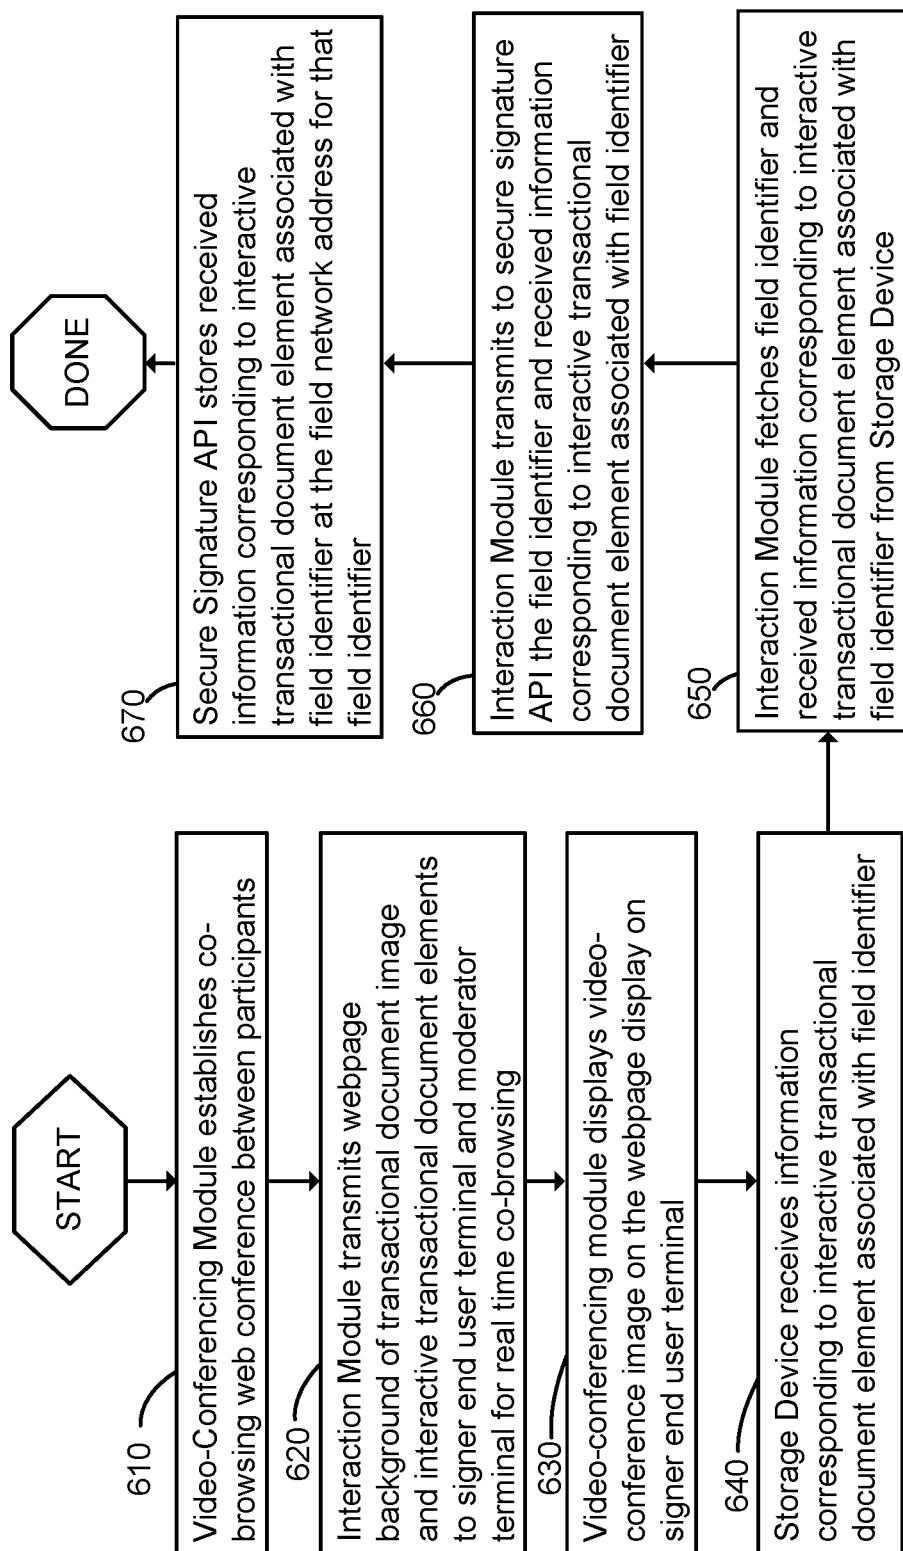 START
610
Video-Conferencing Module establishes co-
browsing web conference between participants
620
Interaction Module transmits webpage
background of transactional document image
and interactive transactional document elements
to signer end user terminal and moderator
terminal for real time co-browsing
630
Video-conferencing module displays video-
conference image on the webpage display on
signer end user terminal
640
Storage Device receives information
corresponding to interactive transactional
document element associated with field identifier
650
Interaction Module fetches field identifier and
received information corresponding to interactive
transactional document element associated with
field identifier from Storage Device
660
Interaction Module transmits to secure signature
API the field identifier and received information
corresponding to interactive transactional
document element associated with field identifier
670
Secure Signature API stores received
information corresponding to interactive
transactional document element associated with
field identifier at the field network address for that
field identifier
DONE